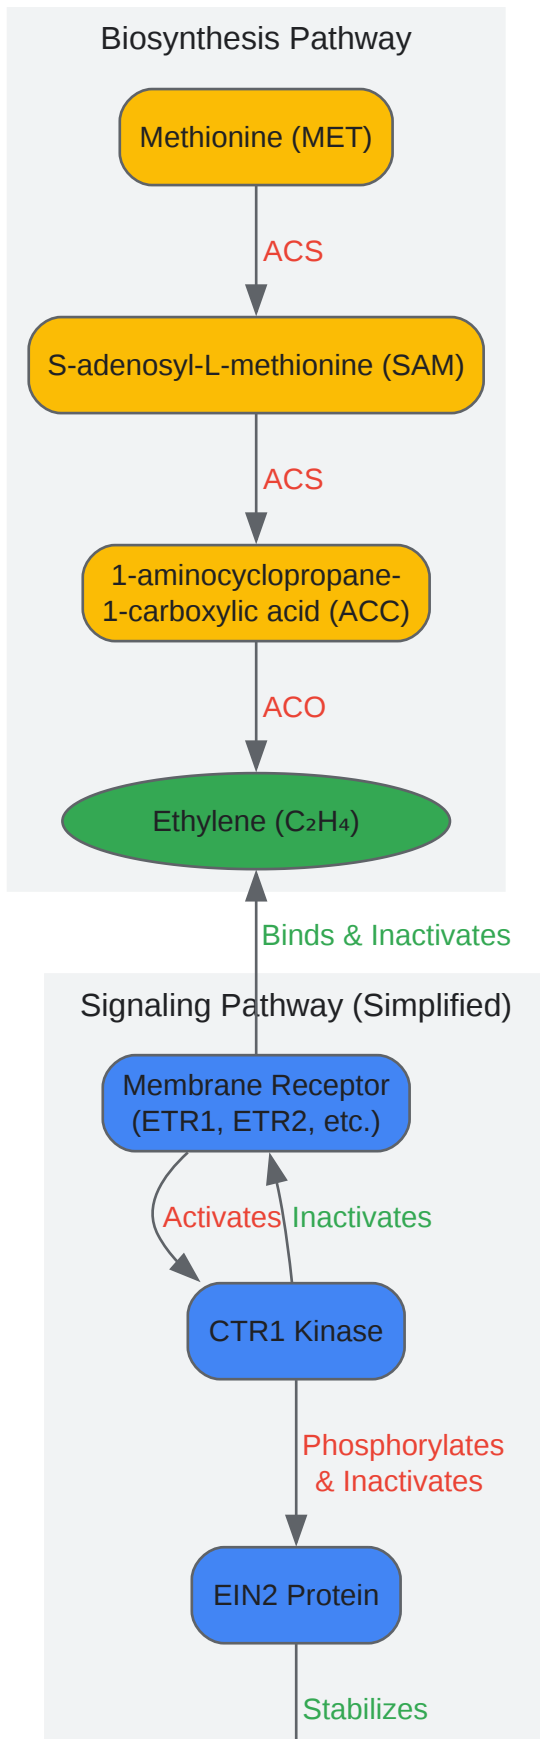 Biosynthesis Pathway
Methionine (MET)
ACS
S-adenosyl-L-methionine (SAM)
ACS
1-aminocyclopropane-
1-carboxylic acid (ACC)
ACO
Ethylene (C₂H₄)
Binds & Inactivates
Signaling Pathway (Simplified)
Membrane Receptor
(ETR1, ETR2, etc.)
Activates
Inactivates
CTR1 Kinase
Phosphorylates
& Inactivates
EIN2 Protein
Stabilizes